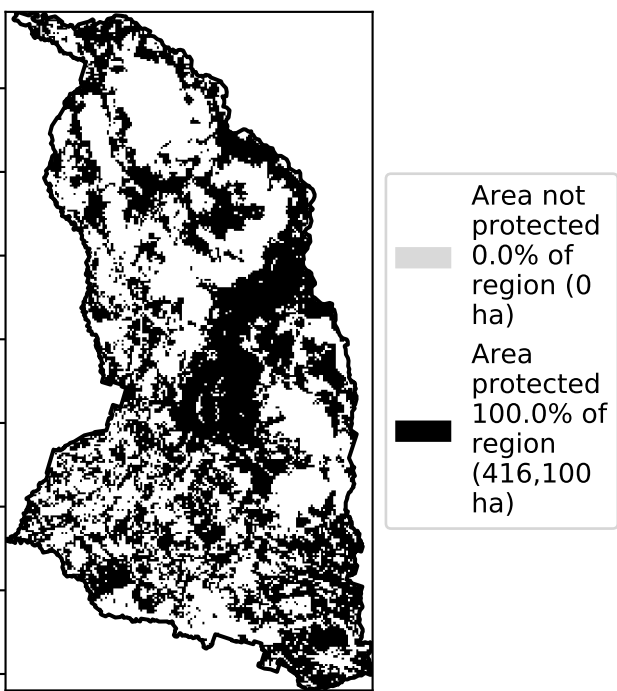 Area not
protected
0.0% of
region (0
ha)
Area
protected
100.0% of
region
(416,100
ha)